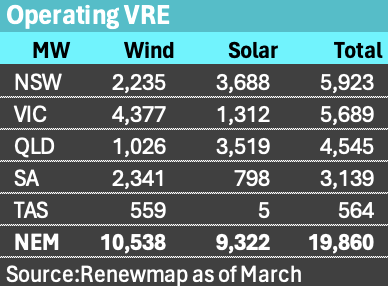 Operating VRE
MW Wind Solar Total
NSW 2,235 3,688 5,923
VIC 4,377 1,312 5,689
QLD 1,026 3,519 4,545
SA 2,341 798 3,139
TAS 559 5 564
NEM 10,538 9,322 19,860
Source:Renewmap as of March